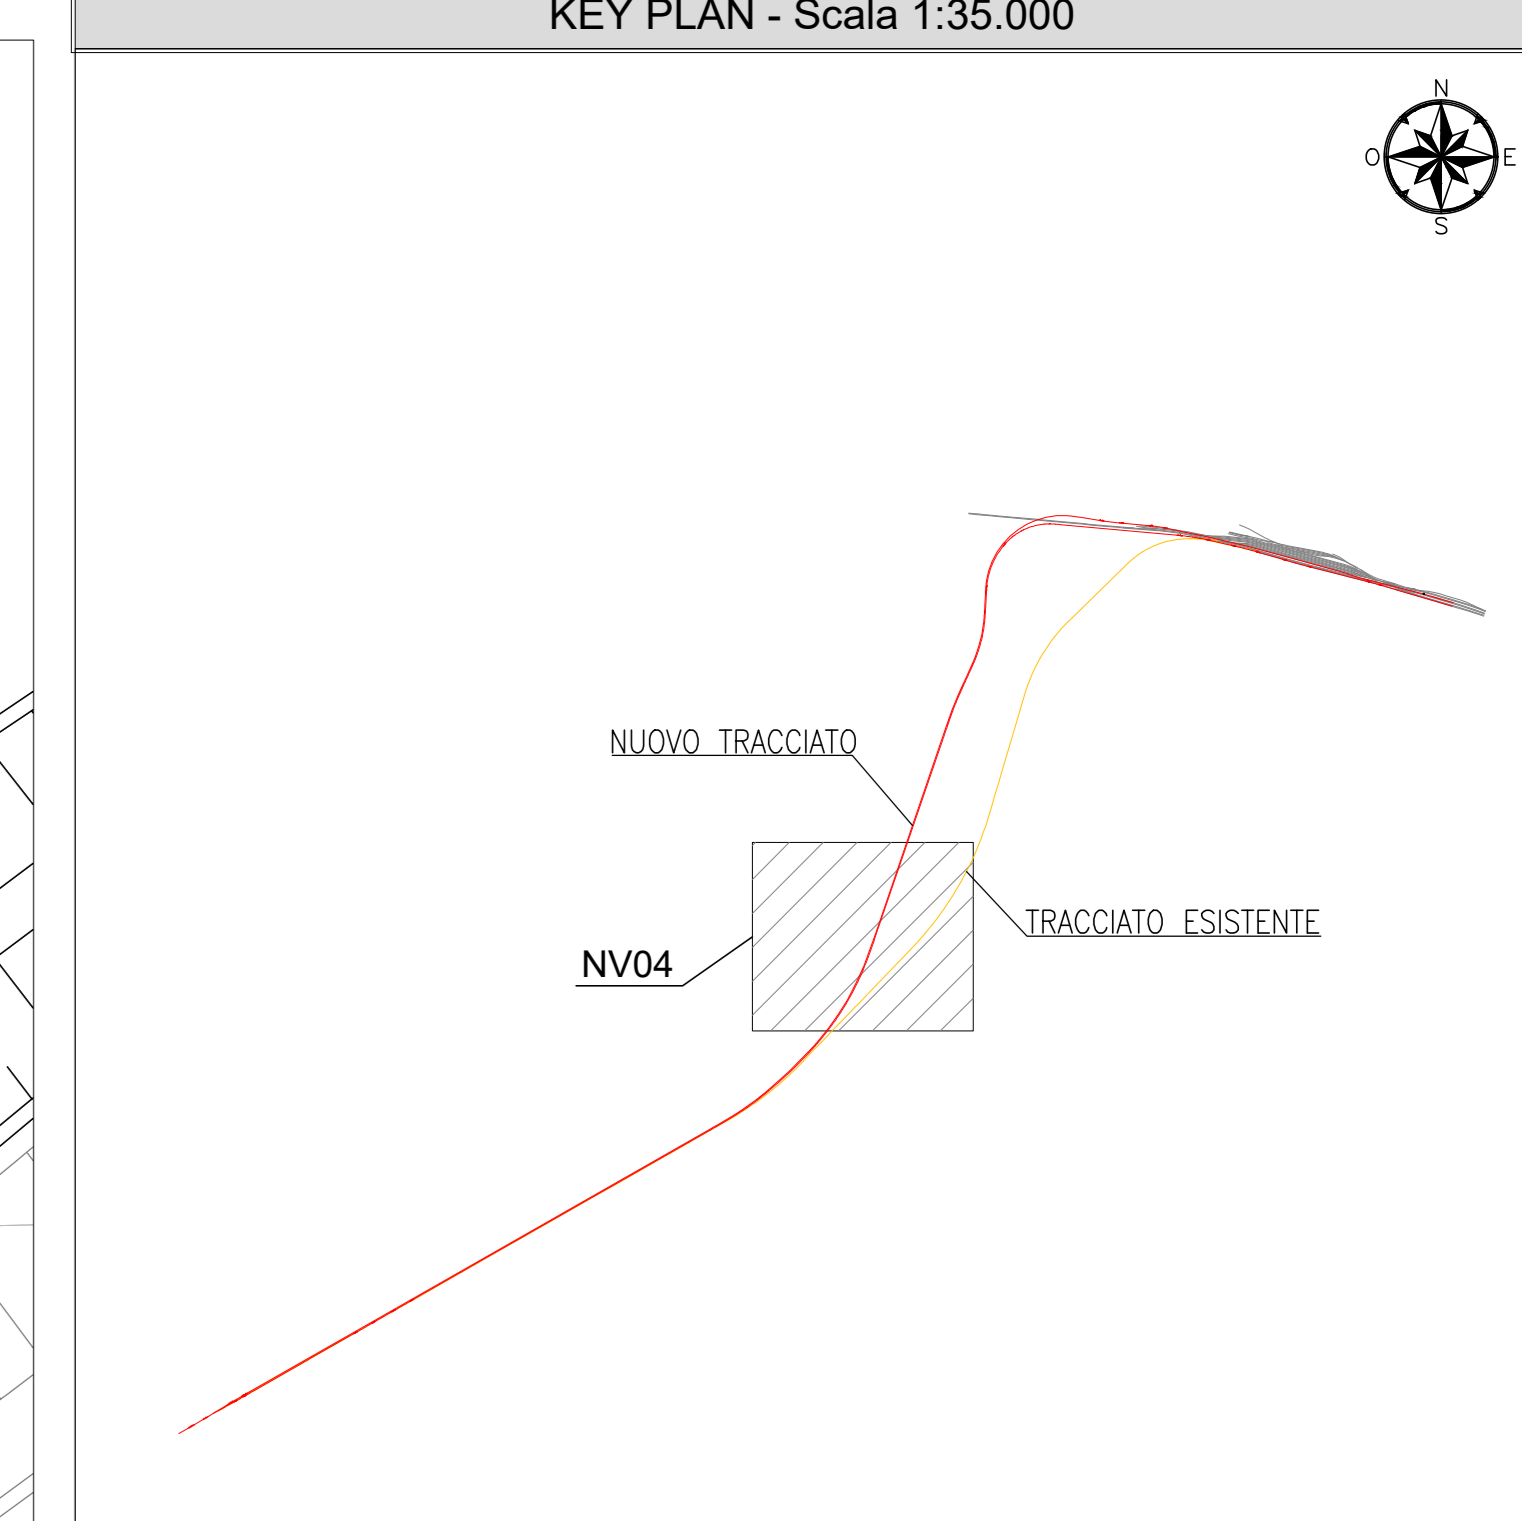 KEY PLAN - Scala 1:35.000
N
O E
S
NUOVO TRACCIATO
TRACCIATO ESISTENTE
NV04